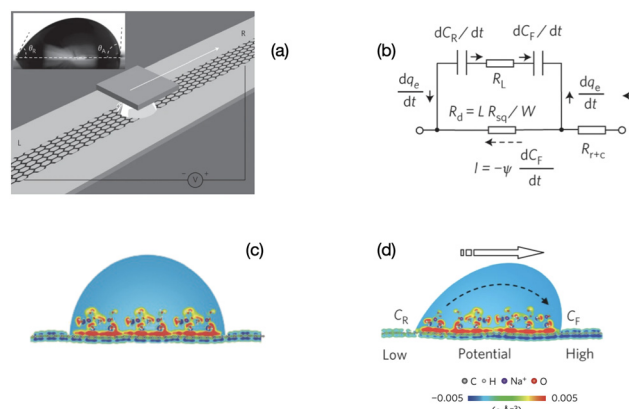 (a)
θR
θA
R
L
− V +
(b)
dCR/dt dCF/dt
RL
dqe
dt
dqe
dt
Rd = L Rsq/W
Rr+c
I = −ψ dCF
dt
(c)
(d)
CR
CF
Low Potential High
C H Na⁺ O
−0.005 0.005